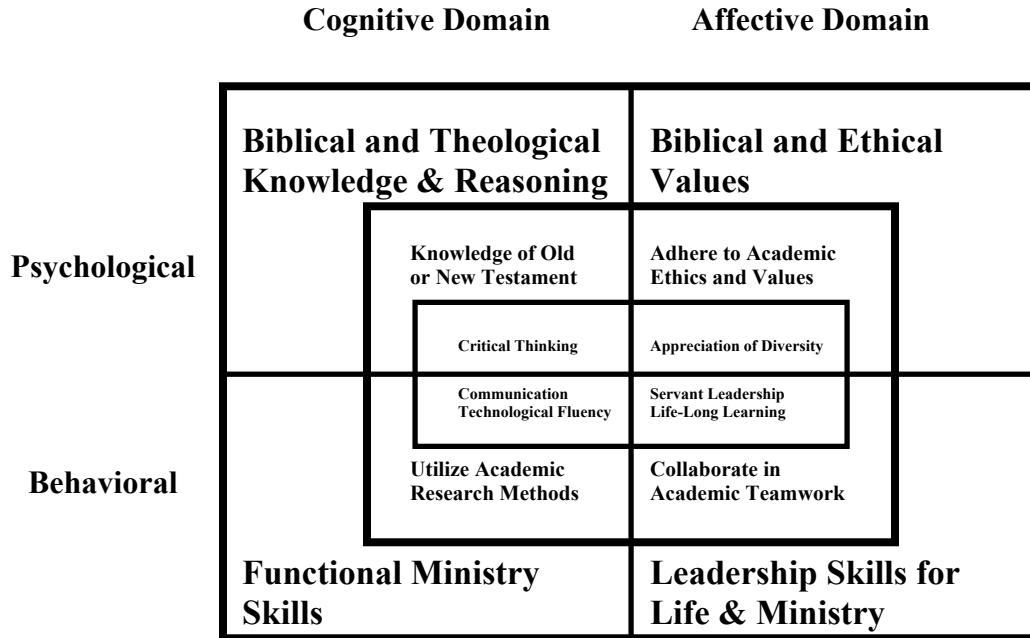 Cognitive Domain
Affective Domain
Biblical and Theological
Knowledge & Reasoning
Biblical and Ethical
Values
Psychological
Knowledge of Old
or New Testament
Adhere to Academic
Ethics and Values
Critical Thinking
Appreciation of Diversity
Communication
Technological Fluency
Servant Leadership
Life-Long Learning
Behavioral
Utilize Academic
Research Methods
Collaborate in
Academic Teamwork
Functional Ministry
Skills
Leadership Skills for
Life & Ministry